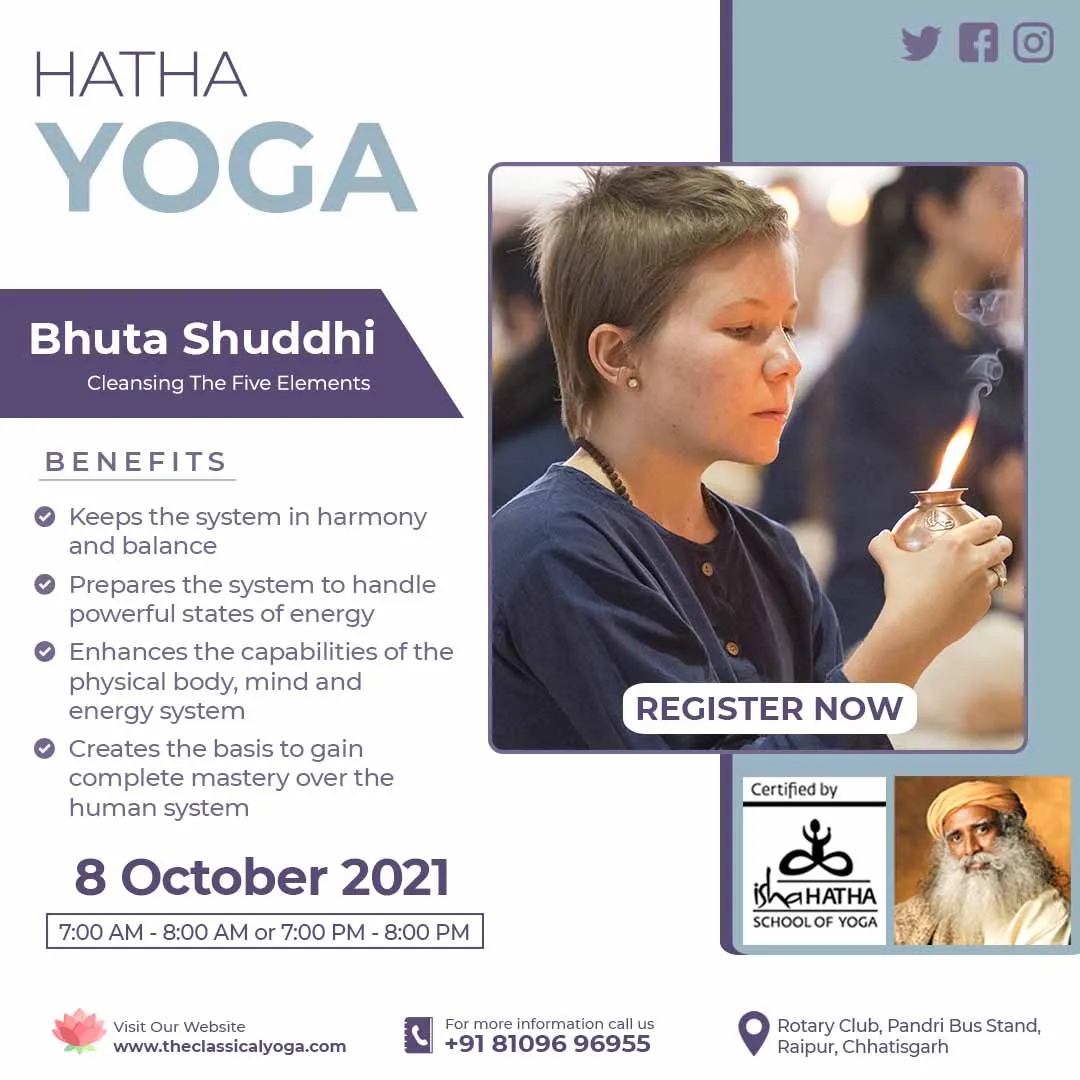 HATHA
YOGA
Bhuta Shuddhi
Cleansing The Five Elements
BENEFITS
Keeps the system in harmony
and balance
Prepares the system to handle
powerful states of energy
Enhances the capabilities of the
physical body, mind and
energy system
Creates the basis to gain
complete mastery over the
human system
8 October 2021
7:00 AM - 8:00 AM or 7:00 PM - 8:00 PM
isha
REGISTER NOW
Certified by
isha HATHA
SCHOOL OF YOGA
Visit Our Website
www.theclassicalyoga.com
For more information call us
+91 81096 96955
Rotary Club, Pandri Bus Stand,
Raipur, Chhatisgarh